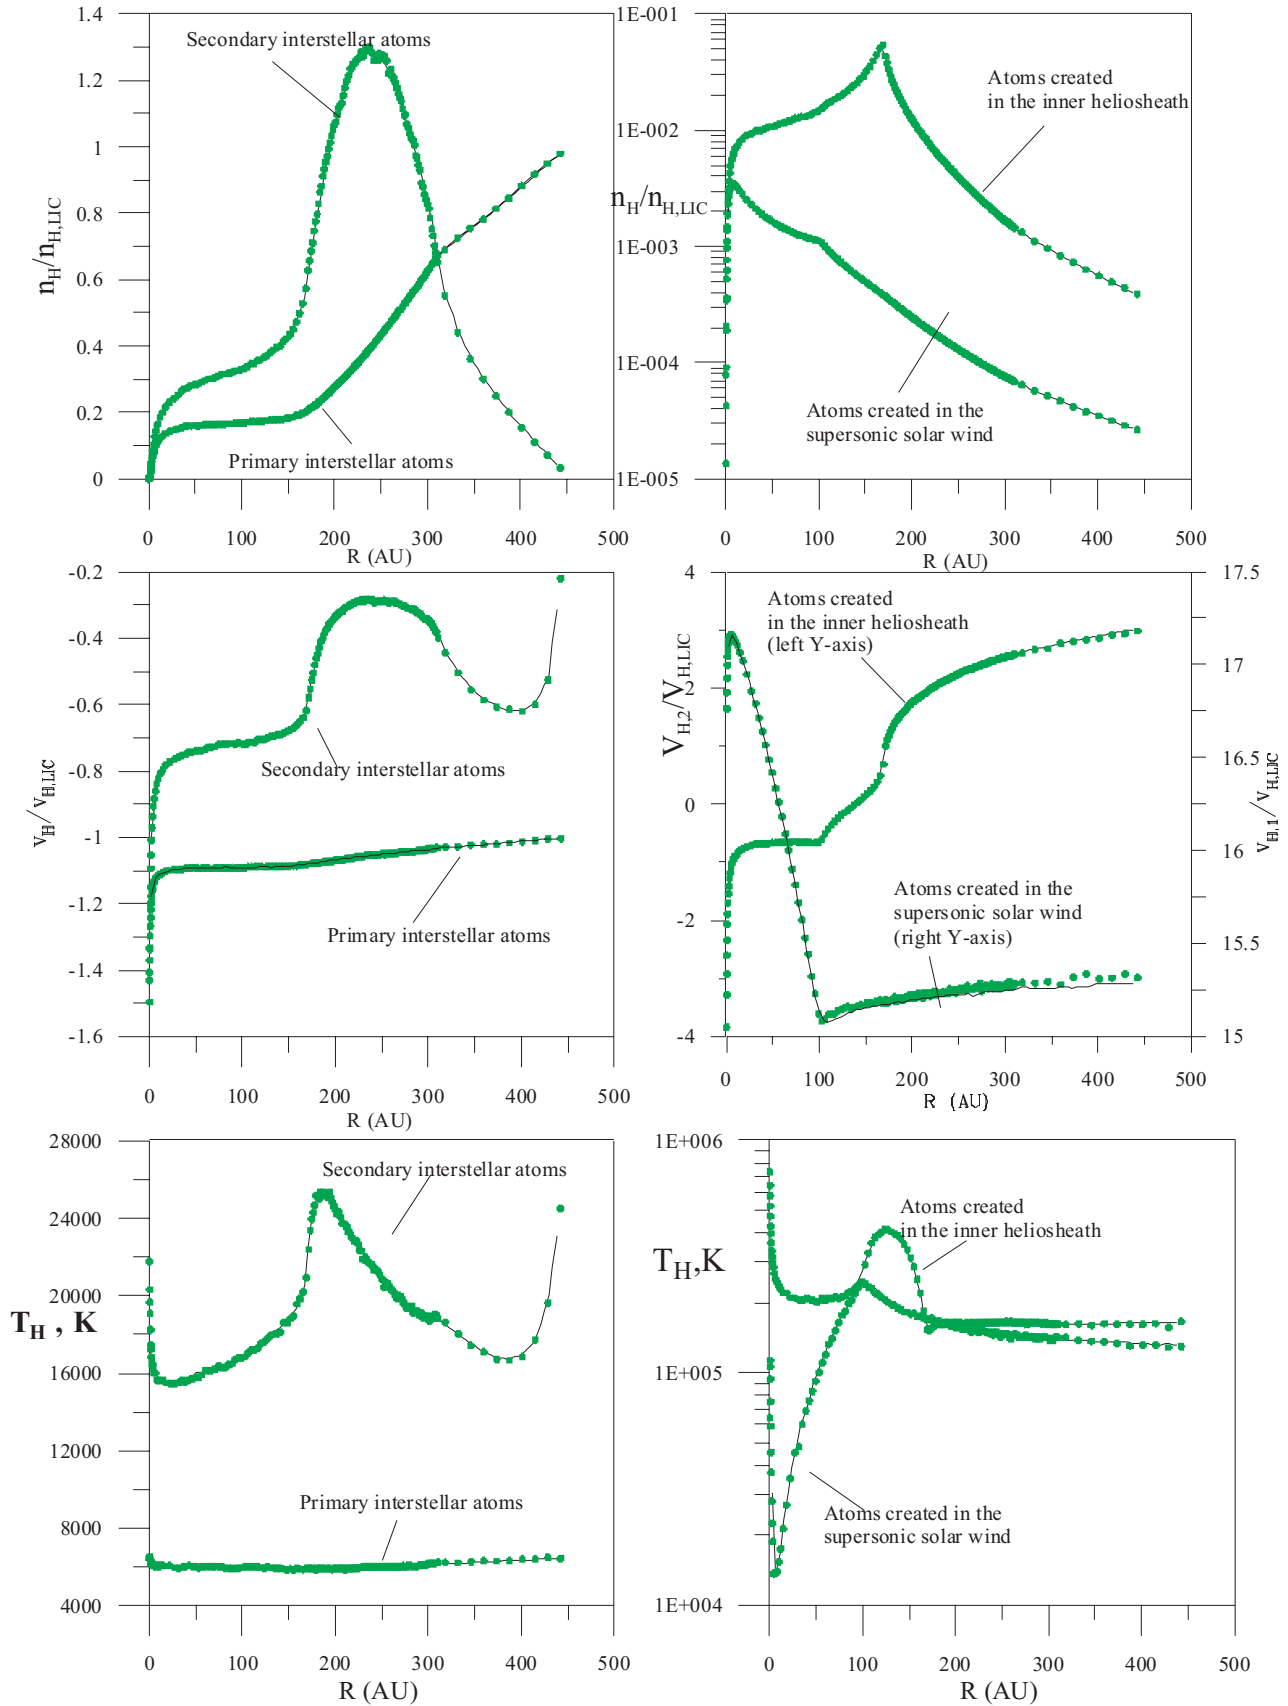 1.4
1.2
1
0.8
0.6
0.4
0.2
0
n_H/n_H,LIC
Secondary interstellar atoms
Primary interstellar atoms
0 100 200 300 400 500
R (AU)
1E-001
1E-002
1E-003
1E-004
1E-005
n_H/n_H,LIC
Atoms created
in the inner heliosheath
Atoms created in the
supersonic solar wind
0 100 200 300 400 500
R (AU)
-0.2
-0.4
-0.6
-0.8
-1
-1.2
-1.4
-1.6
v_H/v_H,LIC
Secondary interstellar atoms
Primary interstellar atoms
0 100 200 300 400 500
R (AU)
4
2
0
-2
-4
V_H,2/V_H,LIC
Atoms created
in the inner heliosheath
(left Y-axis)
Atoms created in the
supersonic solar wind
(right Y-axis)
17.5
17
16.5
16
15.5
15
v_H,1/v_H,LIC
0 100 200 300 400 500
R (AU)
28000
24000
20000
16000
12000
8000
4000
T_H , K
Secondary interstellar atoms
Primary interstellar atoms
0 100 200 300 400 500
R (AU)
1E+006
1E+005
1E+004
T_H,K
Atoms created
in the inner heliosheath
Atoms created in the
supersonic solar wind
0 100 200 300 400 500
R (AU)